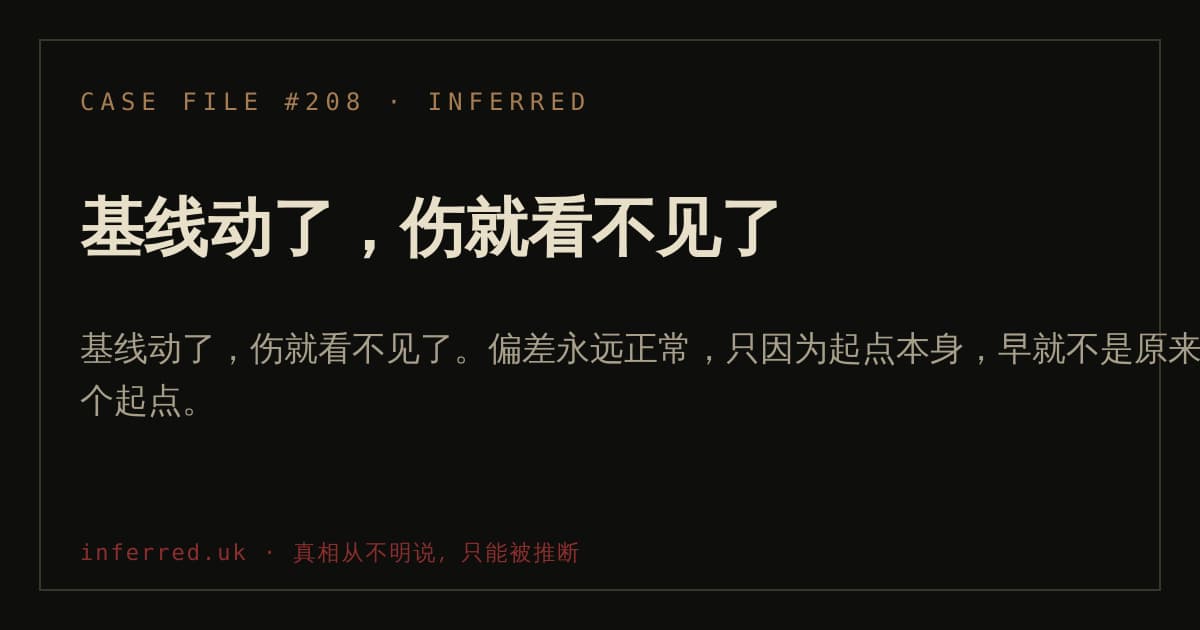 CASE FILE #208 · INFERRED
基线动了，伤就看不见了
基线动了，伤就看不见了。偏差永远正常，只因为起点本身，早就不是原来
个起点。
inferred.uk · 真相从不明说，只能被推断